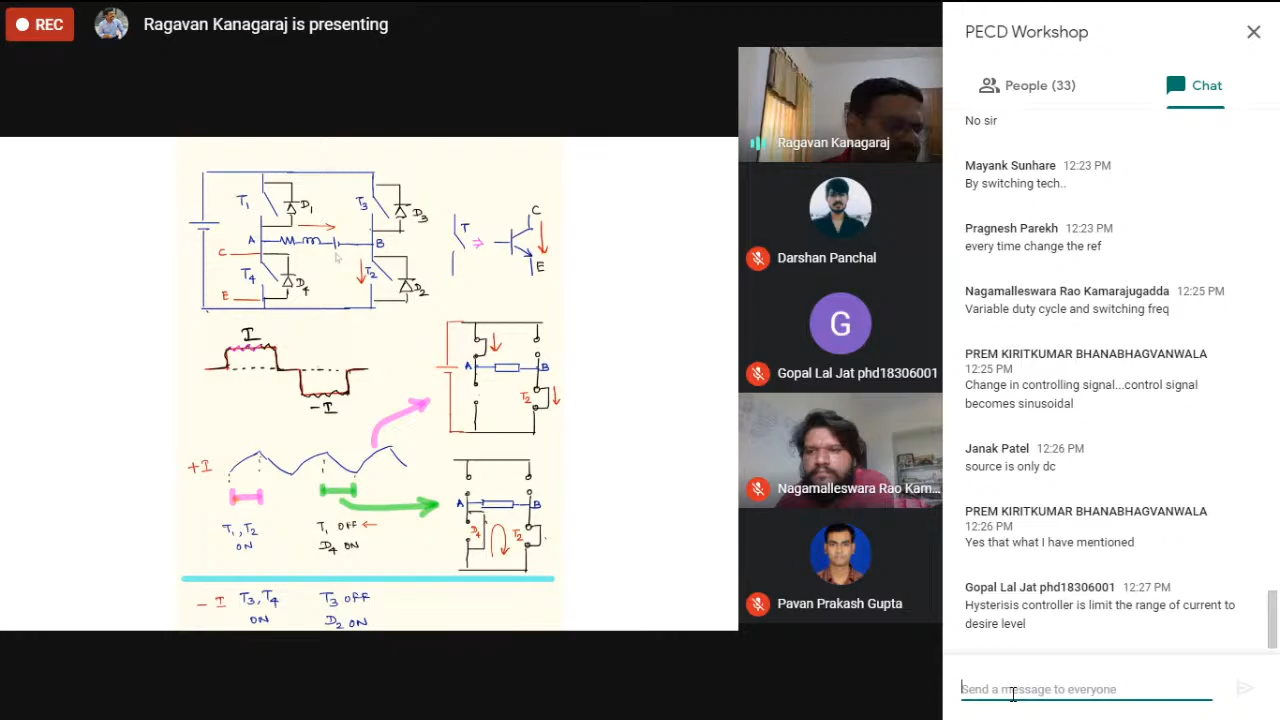 REC
Ragavan Kanagaraj is presenting
T1
D1
T3
D3
A
B
C
T4
D4
E
T2
D2
T
C
E
I
-I
A
B
T2
+I
T1, T2
ON
T1 OFF ←
D4 ON
A
B
D4
T2
- I
T3, T4
ON
T3 OFF
D2 ON
Ragavan Kanagaraj
Darshan Panchal
G
Gopal Lal Jat phd18306001
Nagamalleswara Rao Kam...
Pavan Prakash Gupta
PECD Workshop
People (33)
Chat
No sir
Mayank Sunhare 12:23 PM
By switching tech..
Pragnesh Parekh 12:23 PM
every time change the ref
Nagamalleswara Rao Kamarajugadda 12:25 PM
Variable duty cycle and switching freq
PREM KIRITKUMAR BHANABHAGVANWALA
12:25 PM
Change in controlling signal...control signal
becomes sinusoidal
Janak Patel 12:26 PM
source is only dc
PREM KIRITKUMAR BHANABHAGVANWALA
12:26 PM
Yes that what I have mentioned
Gopal Lal Jat phd18306001 12:27 PM
Hysterisis controller is limit the range of current to
desire level
Send a message to everyone